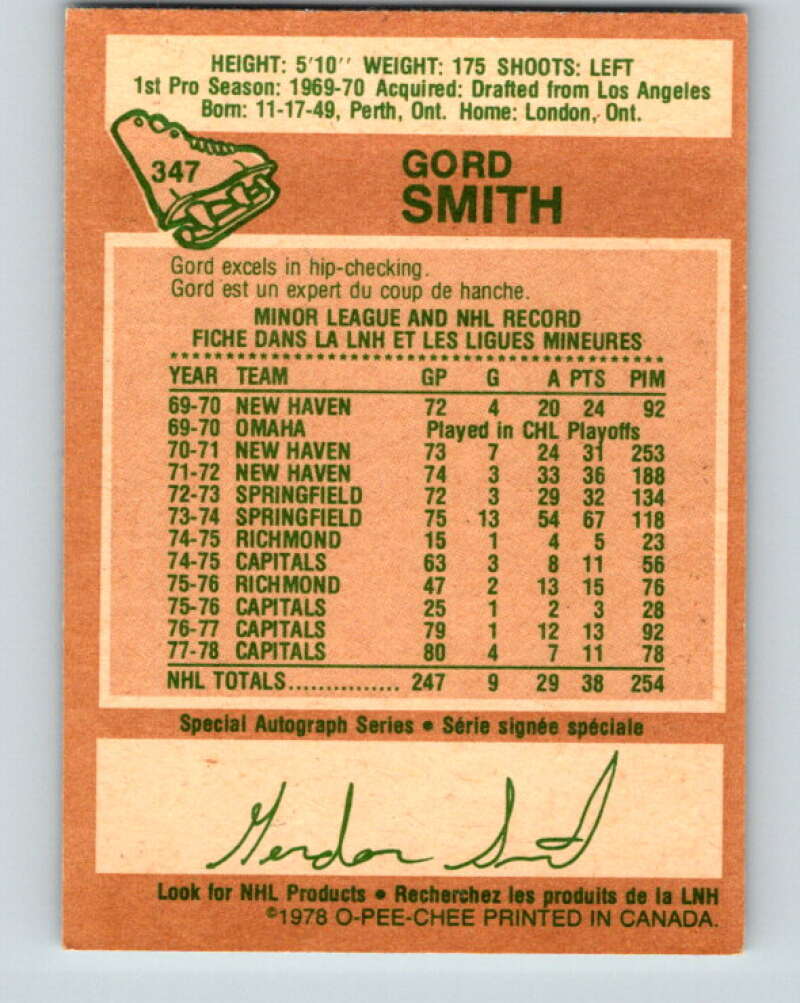 HEIGHT: 5'10'' WEIGHT: 175 SHOOTS: LEFT
1st Pro Season: 1969-70 Acquired: Drafted from Los Angeles
Born: 11-17-49, Perth, Ont. Home: London, Ont.
347
GORD
SMITH
Gord excels in hip-checking.
Gord est un expert du coup de hanche.
MINOR LEAGUE AND NHL RECORD
FICHE DANS LA LNH ET LES LIGUES MINEURES
YEAR TEAM GP G A PTS PIM
69-70 NEW HAVEN 72 4 20 24 92
69-70 OMAHA Played in CHL Playoffs
70-71 NEW HAVEN 73 7 24 31 253
71-72 NEW HAVEN 74 3 33 36 188
72-73 SPRINGFIELD 72 3 29 32 134
73-74 SPRINGFIELD 75 13 54 67 118
74-75 RICHMOND 15 1 4 5 23
74-75 CAPITALS 63 3 8 11 56
75-76 RICHMOND 47 2 13 15 76
75-76 CAPITALS 25 1 2 3 28
76-77 CAPITALS 79 1 12 13 92
77-78 CAPITALS 80 4 7 11 78
NHL TOTALS............... 247 9 29 38 254
Special Autograph Series • Série signée spéciale
Gordon Smith
Look for NHL Products • Recherchez les produits de la LNH
©1978 O-PEE-CHEE PRINTED IN CANADA.